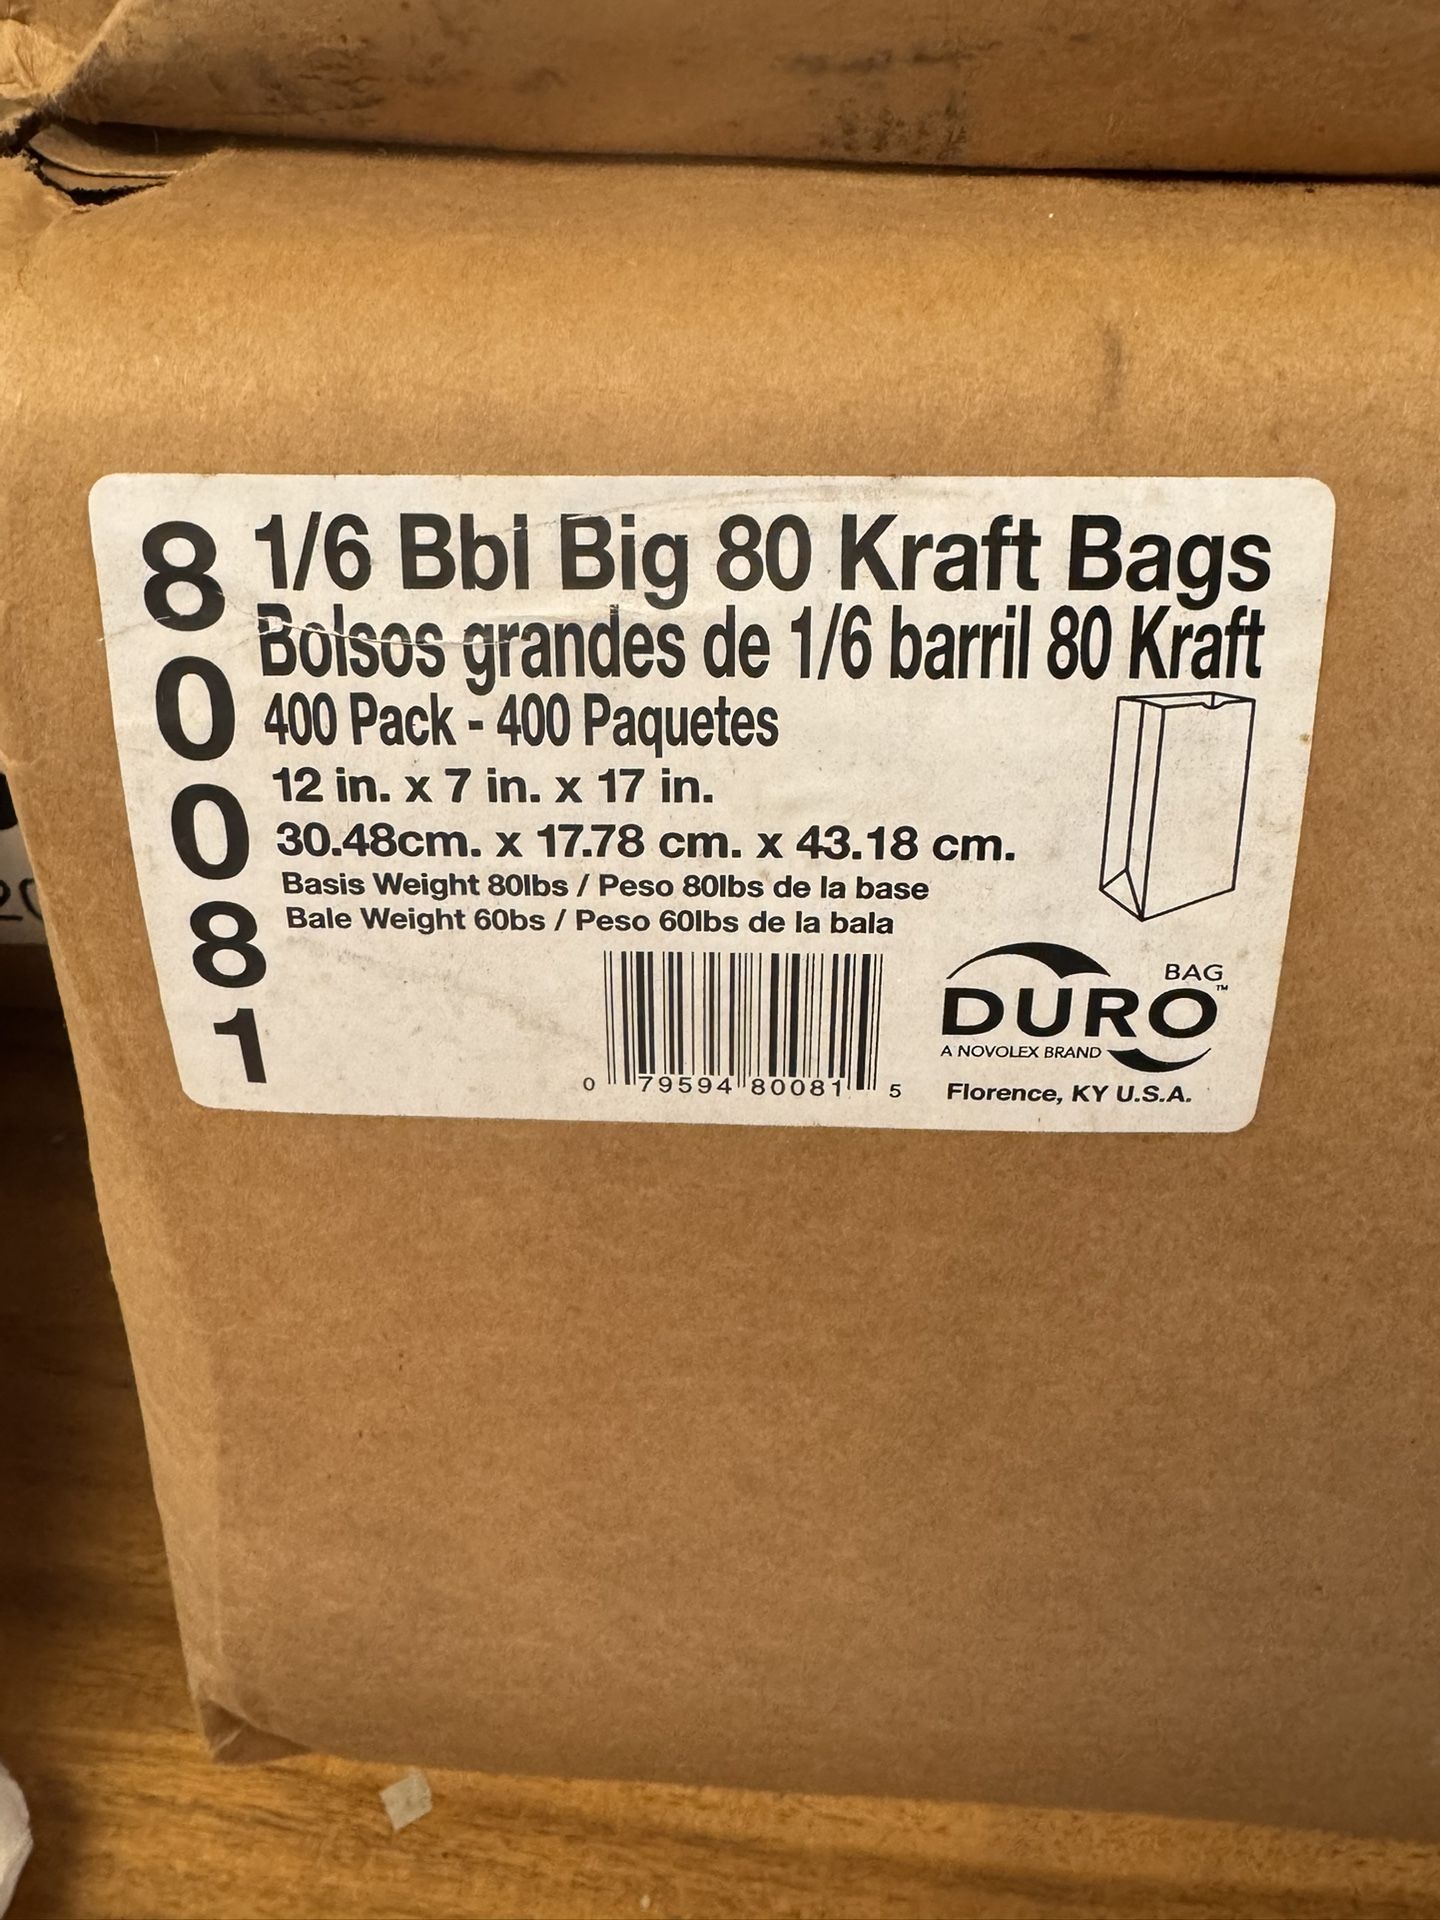 80081
1/6 Bbl Big 80 Kraft Bags
Bolsos grandes de 1/6 barril 80 Kraft
400 Pack - 400 Paquetes
12 in. x 7 in. x 17 in.
30.48cm. x 17.78 cm. x 43.18 cm.
Basis Weight 80lbs / Peso 80lbs de la base
Bale Weight 60bs / Peso 60lbs de la bala
0 79594 80081 5
BAG
DURO™
A NOVOLEX BRAND
Florence, KY U.S.A.